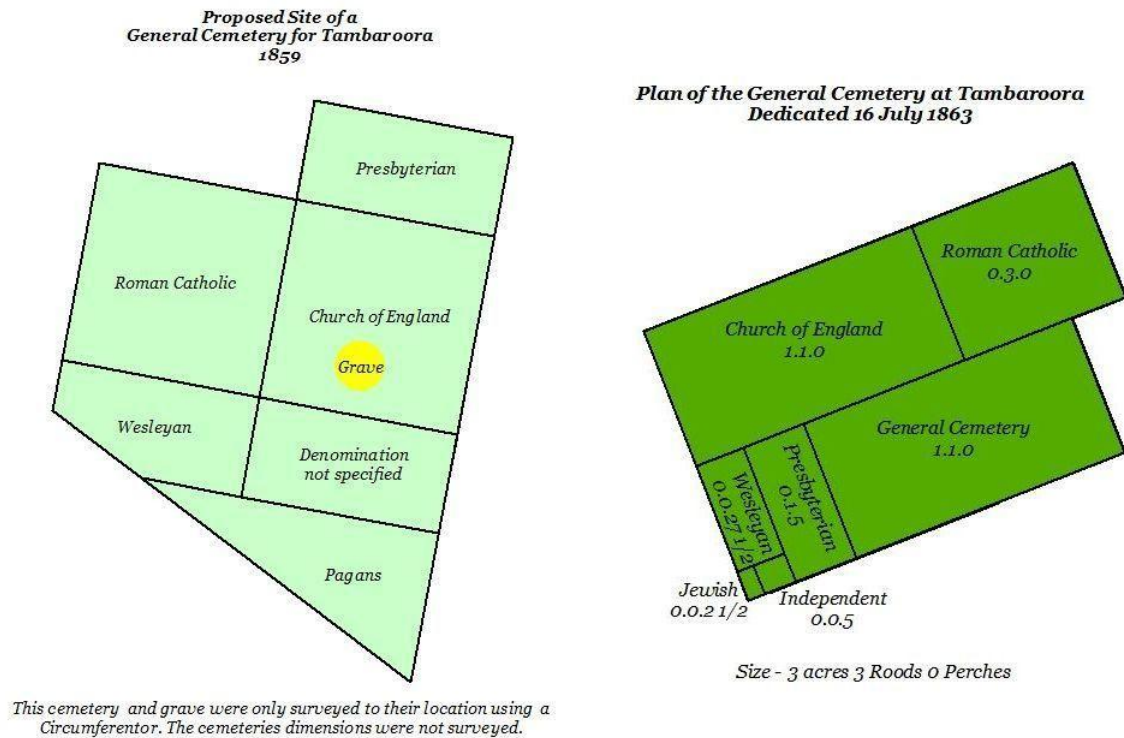 Proposed Site of a
General Cemetery for Tambaroora
1859
Presbyterian
Roman Catholic
Church of England
Grave
Wesleyan
Denomination
not specified
Pagans
This cemetery and grave were only surveyed to their location using a
Circumferentor. The cemeteries dimensions were not surveyed.
Plan of the General Cemetery at Tambaroora
Dedicated 16 July 1863
Roman Catholic
0.3.0
Church of England
1.1.0
General Cemetery
1.1.0
Presbyterian
0.1.5
Wesleyan
0.0.27 1/2
Jewish
0.0.2 1/2
Independent
0.0.5
Size - 3 acres 3 Roods 0 Perches